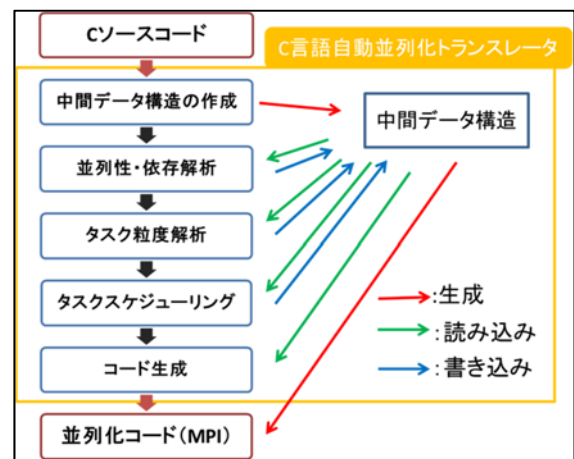 Cソースコード
C言語自動並列化トランスレータ
中間データ構造の作成
中間データ構造
並列性・依存解析
タスク粒度解析
タスクスケジューリング
コード生成
並列化コード(MPI)
:生成
:読み込み
:書き込み